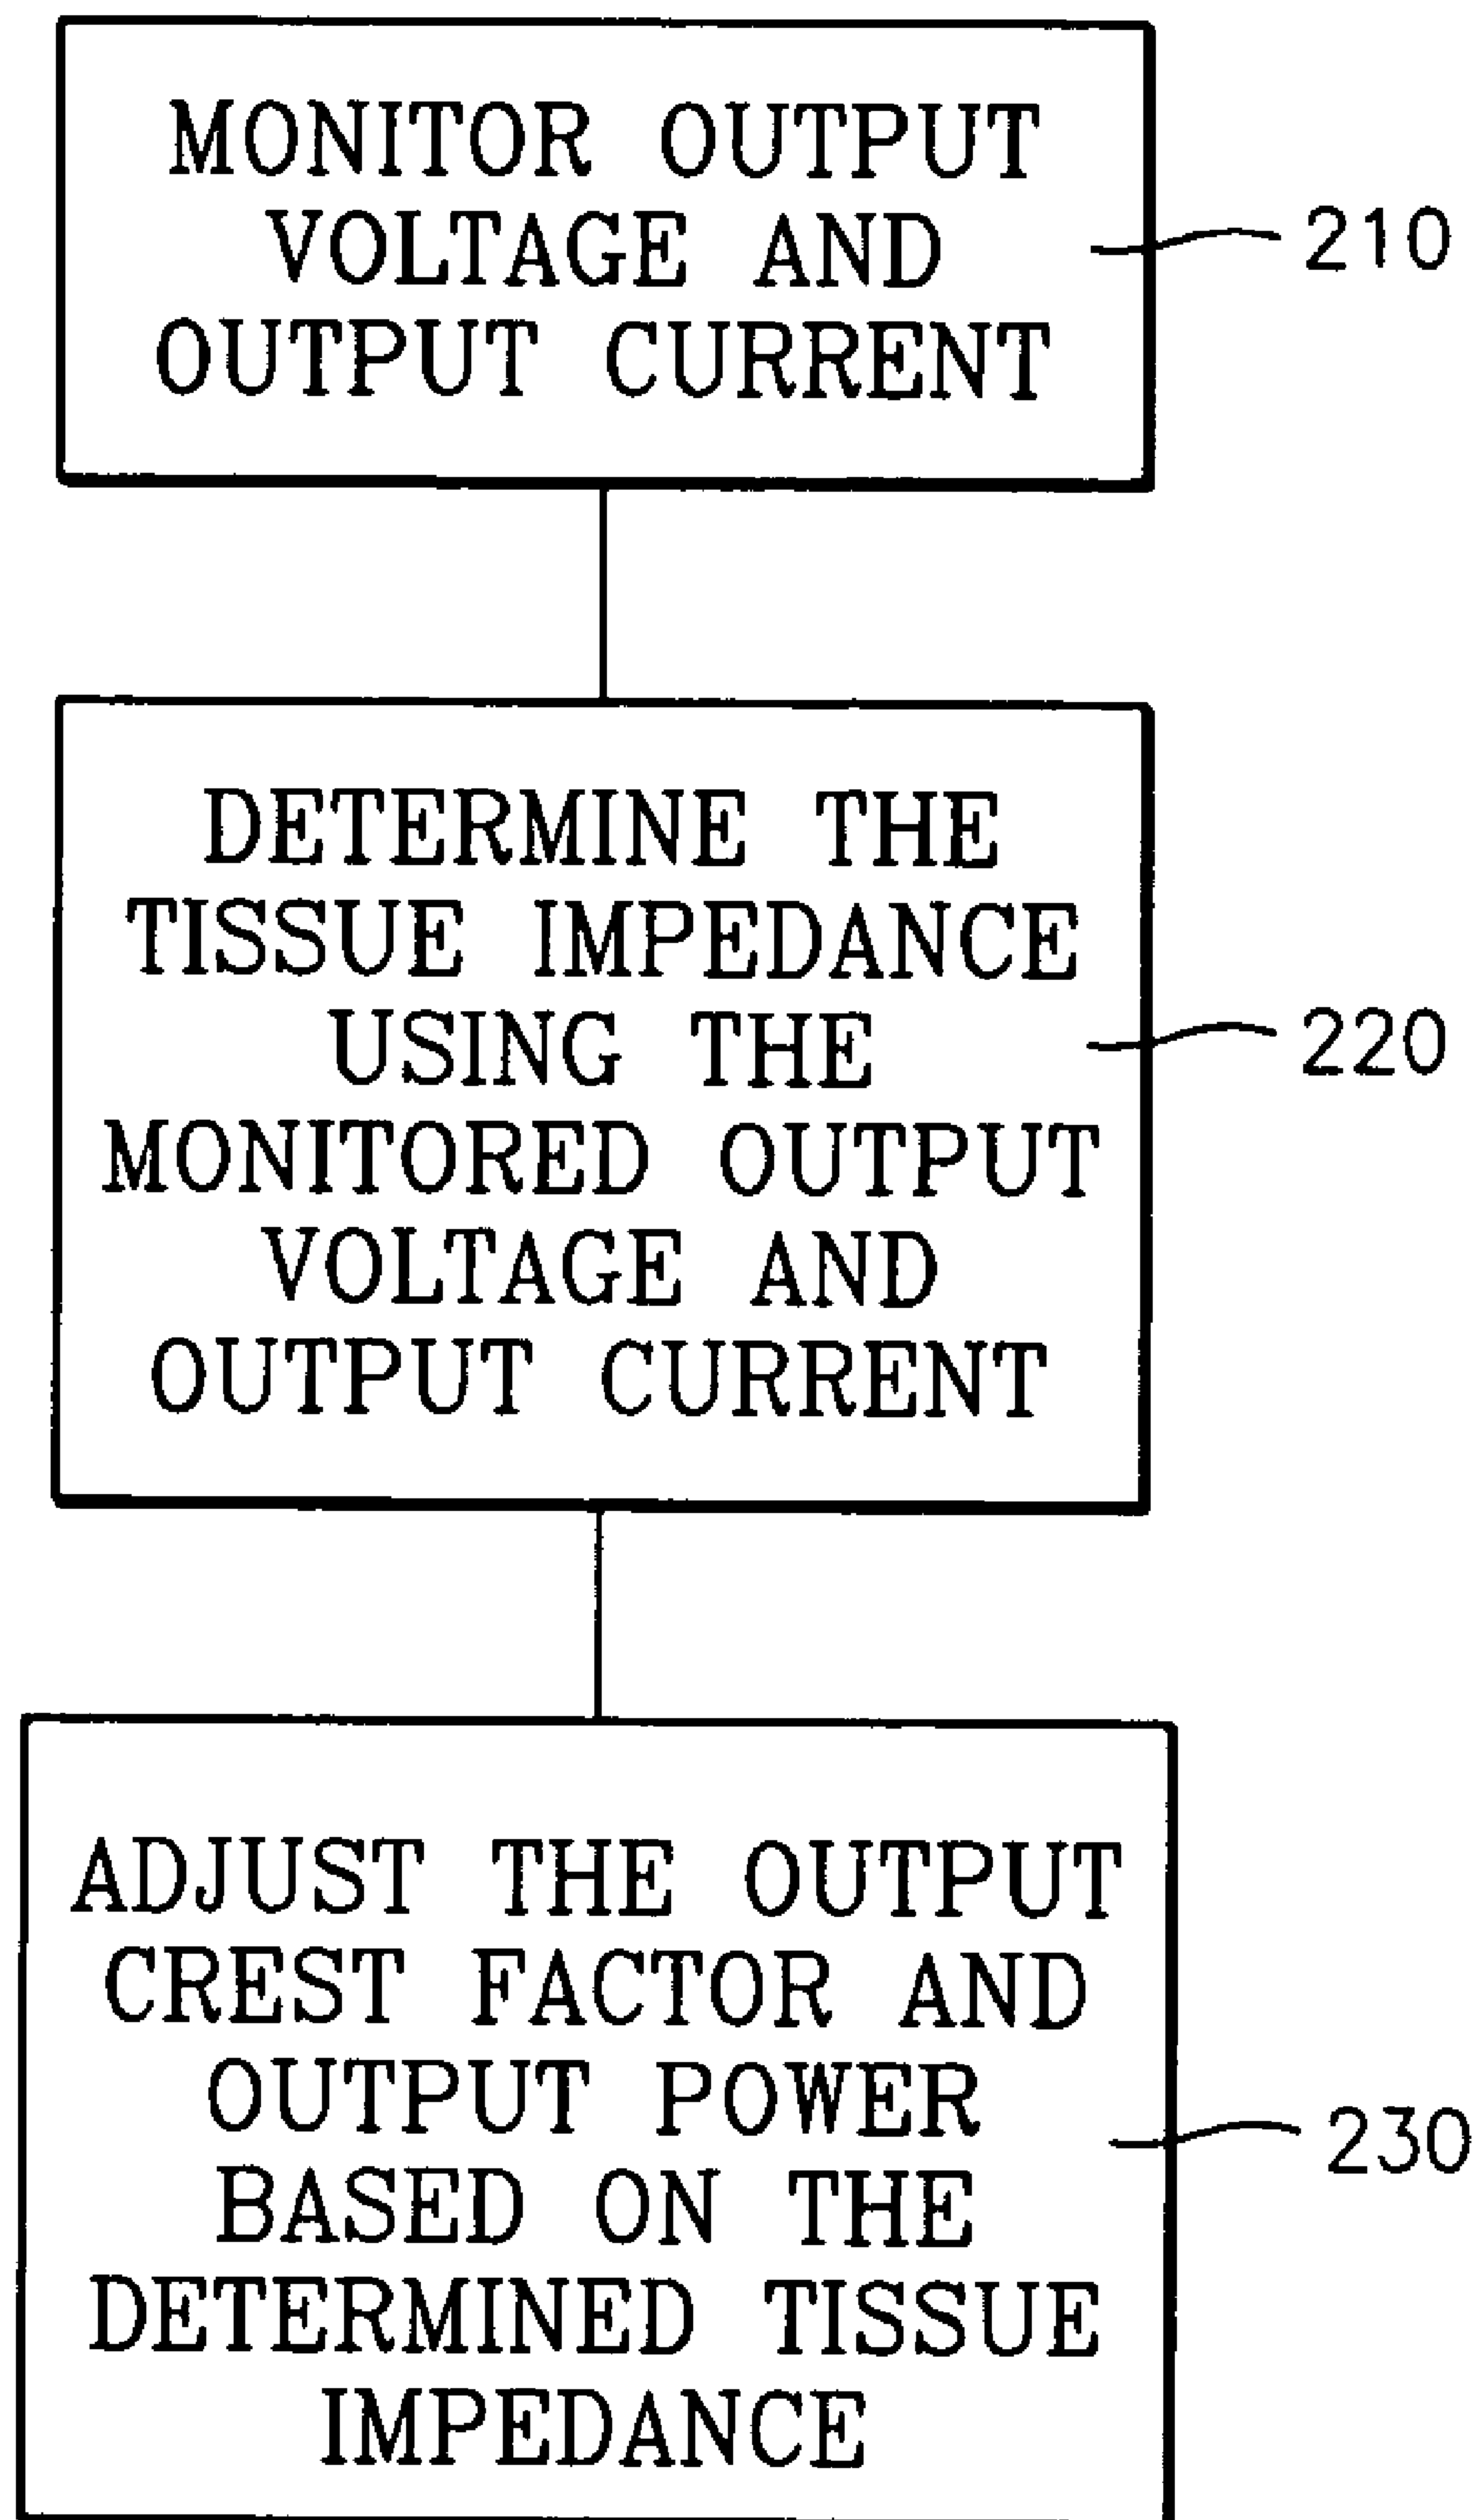 MONITOR OUTPUT
VOLTAGE AND
OUTPUT CURRENT
210
DETERMINE THE
TISSUE IMPEDANCE
USING THE
MONITORED OUTPUT
VOLTAGE AND
OUTPUT CURRENT
220
ADJUST THE OUTPUT
CREST FACTOR AND
OUTPUT POWER
BASED ON THE
DETERMINED TISSUE
IMPEDANCE
230